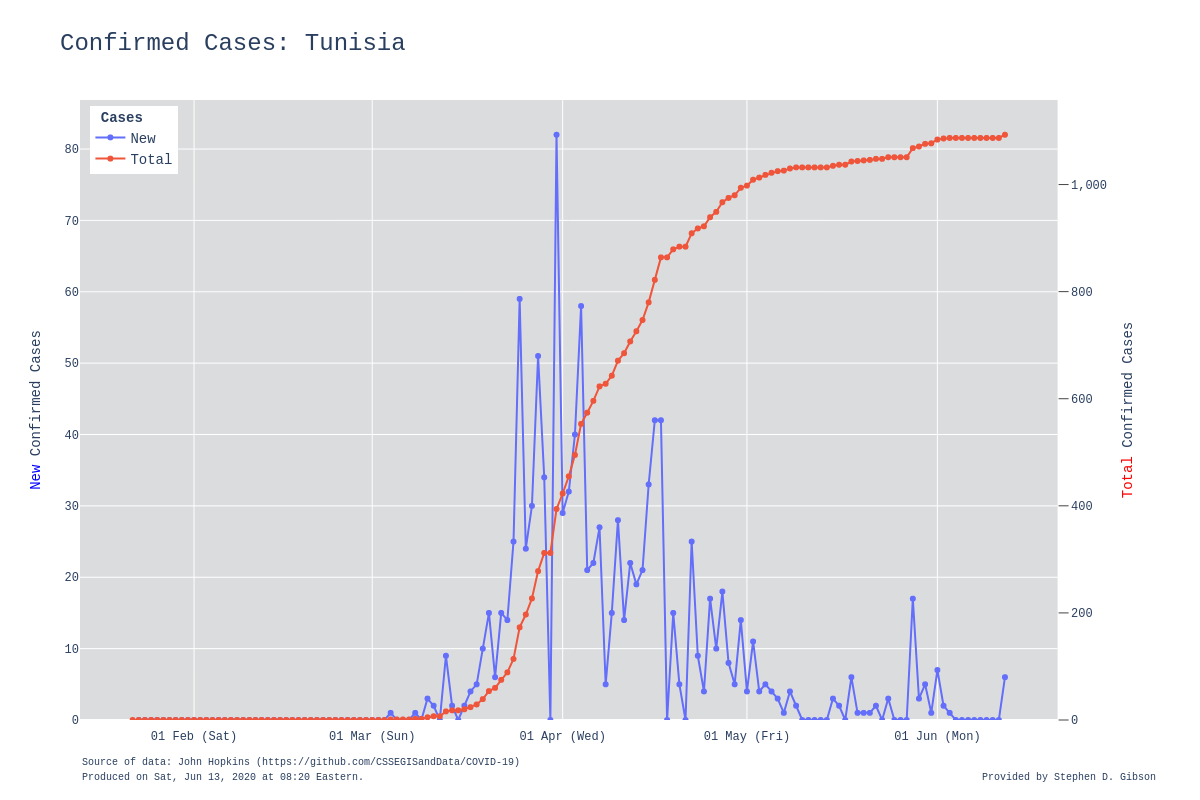 Confirmed Cases: Tunisia
Cases
New
Total
80
70
60
50
40
30
20
10
0
New Confirmed Cases
1,000
800
600
400
200
0
Total Confirmed Cases
01 Feb (Sat)
01 Mar (Sun)
01 Apr (Wed)
01 May (Fri)
01 Jun (Mon)
Source of data: John Hopkins (https://github.com/CSSEGISandData/COVID-19)
Produced on Sat, Jun 13, 2020 at 08:20 Eastern.
Provided by Stephen D. Gibson